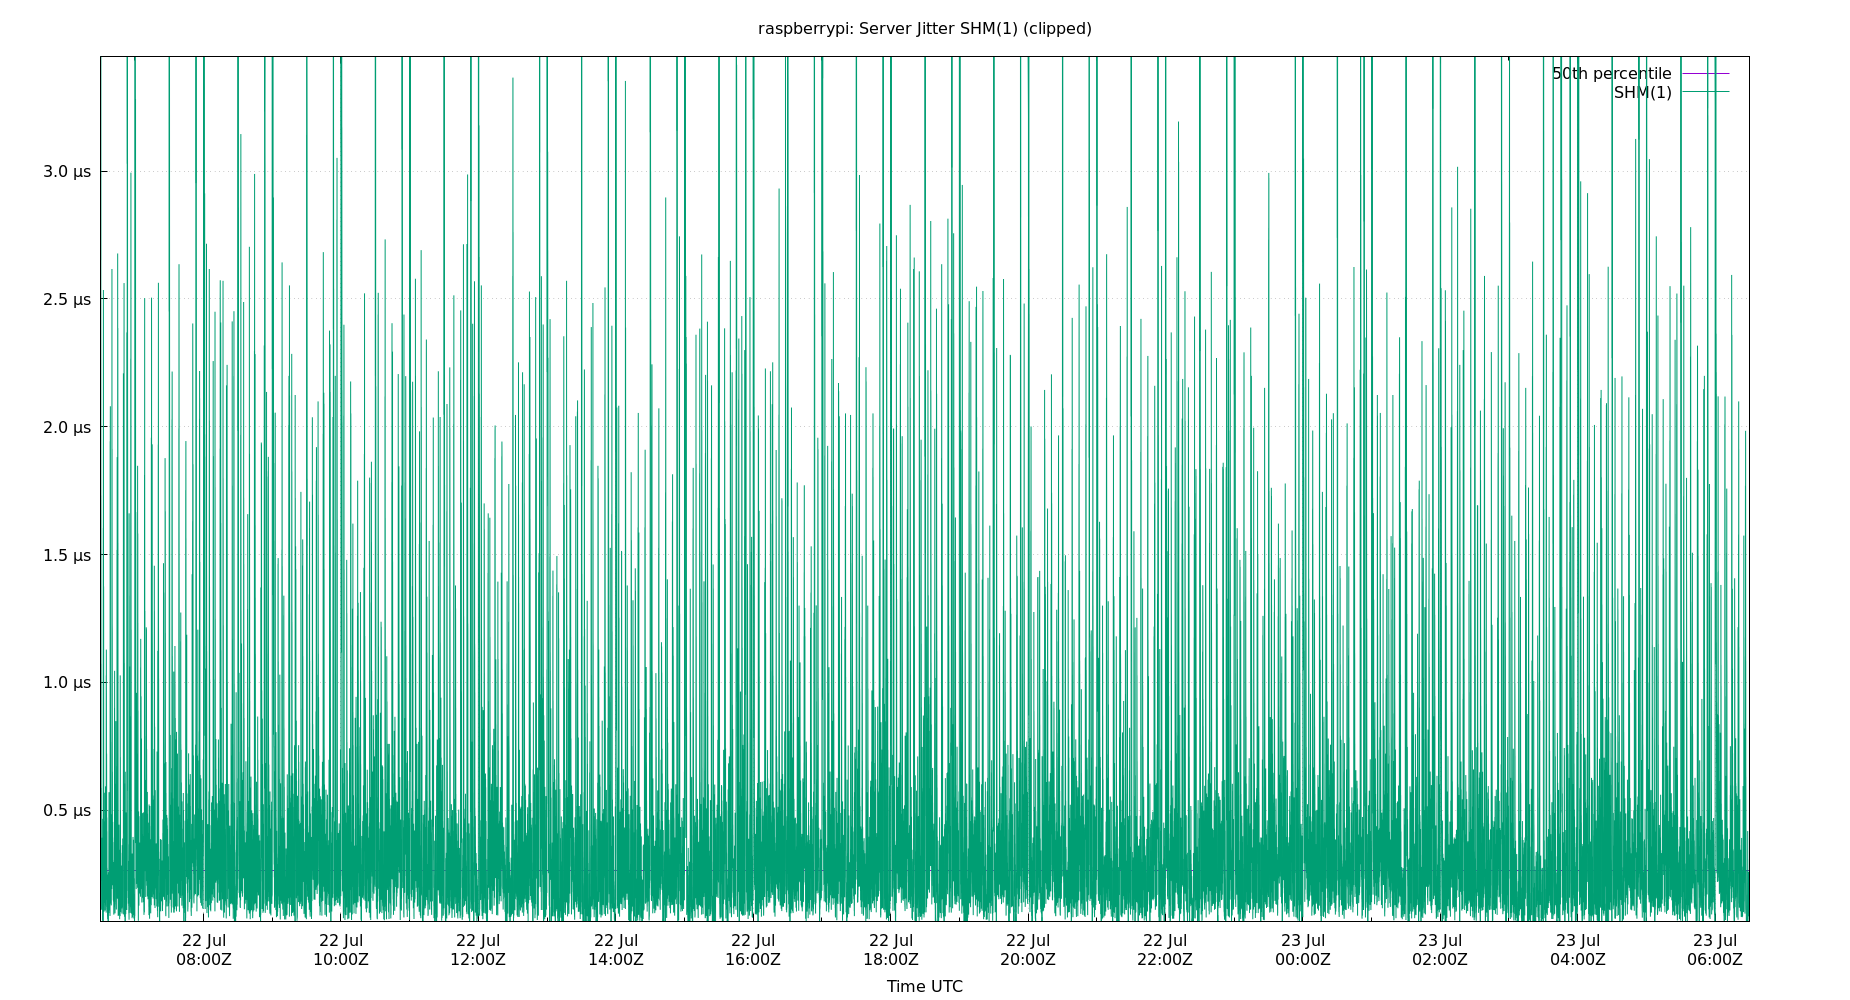 raspberrypi: Server Jitter SHM(1) (clipped)
50th percentile
SHM(1)
3.0 µs
2.5 µs
2.0 µs
1.5 µs
1.0 µs
0.5 µs
22 Jul 22 Jul 22 Jul 22 Jul 22 Jul 22 Jul 22 Jul 22 Jul 23 Jul 23 Jul 23 Jul 23 Jul
08:00Z 10:00Z 12:00Z 14:00Z 16:00Z 18:00Z 20:00Z 22:00Z 00:00Z 02:00Z 04:00Z 06:00Z
Time UTC